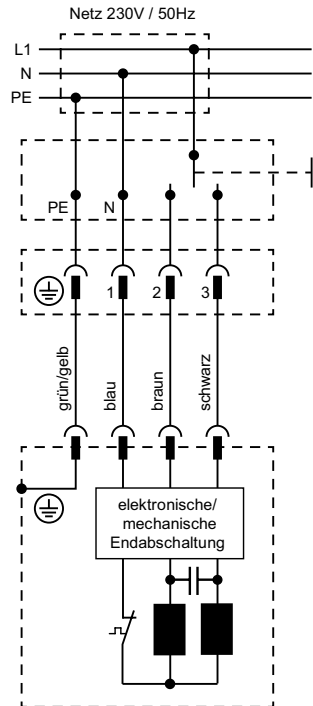 Netz 230V / 50Hz
L1
N
PE
PE N
1 2 3
grün/gelb
blau
braun
schwarz
elektronische/
mechanische
Endabschaltung